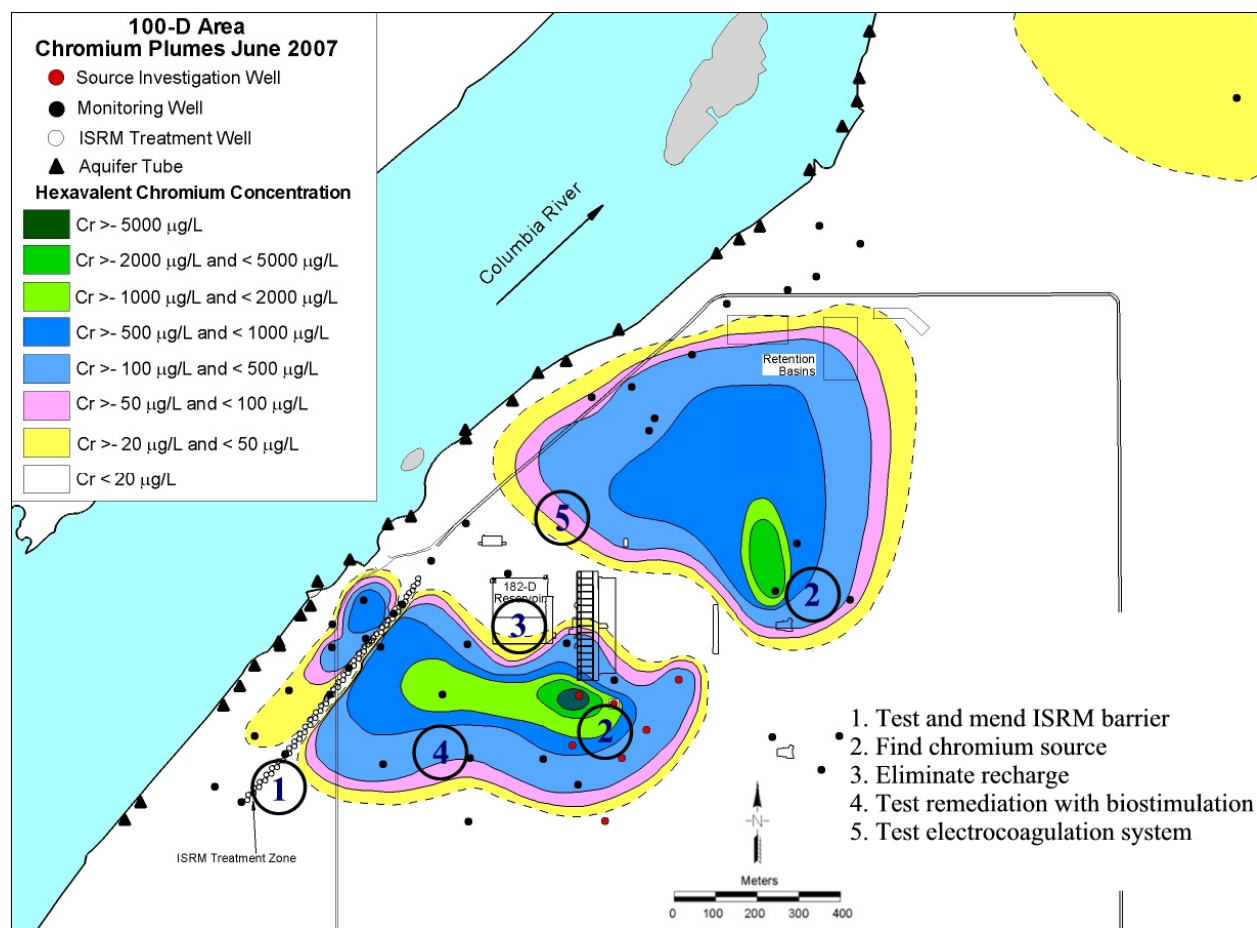 100-D Area
Chromium Plumes June 2007
Source Investigation Well
Monitoring Well
ISRM Treatment Well
Aquifer Tube
Hexavalent Chromium Concentration
Cr >- 5000 μg/L
Cr >- 2000 μg/L and < 5000 μg/L
Cr >- 1000 μg/L and < 2000 μg/L
Cr >- 500 μg/L and < 1000 μg/L
Cr >- 100 μg/L and < 500 μg/L
Cr >- 50 μg/L and < 100 μg/L
Cr >- 20 μg/L and < 50 μg/L
Cr < 20 μg/L
Columbia River
Retention
Basins
5
2
182-D
Reservoir
3
2
4
1
ISRM Treatment Zone
1. Test and mend ISRM barrier
2. Find chromium source
3. Eliminate recharge
4. Test remediation with biostimulation
5. Test electrocoagulation system
N
Meters
0 100 200 300 400